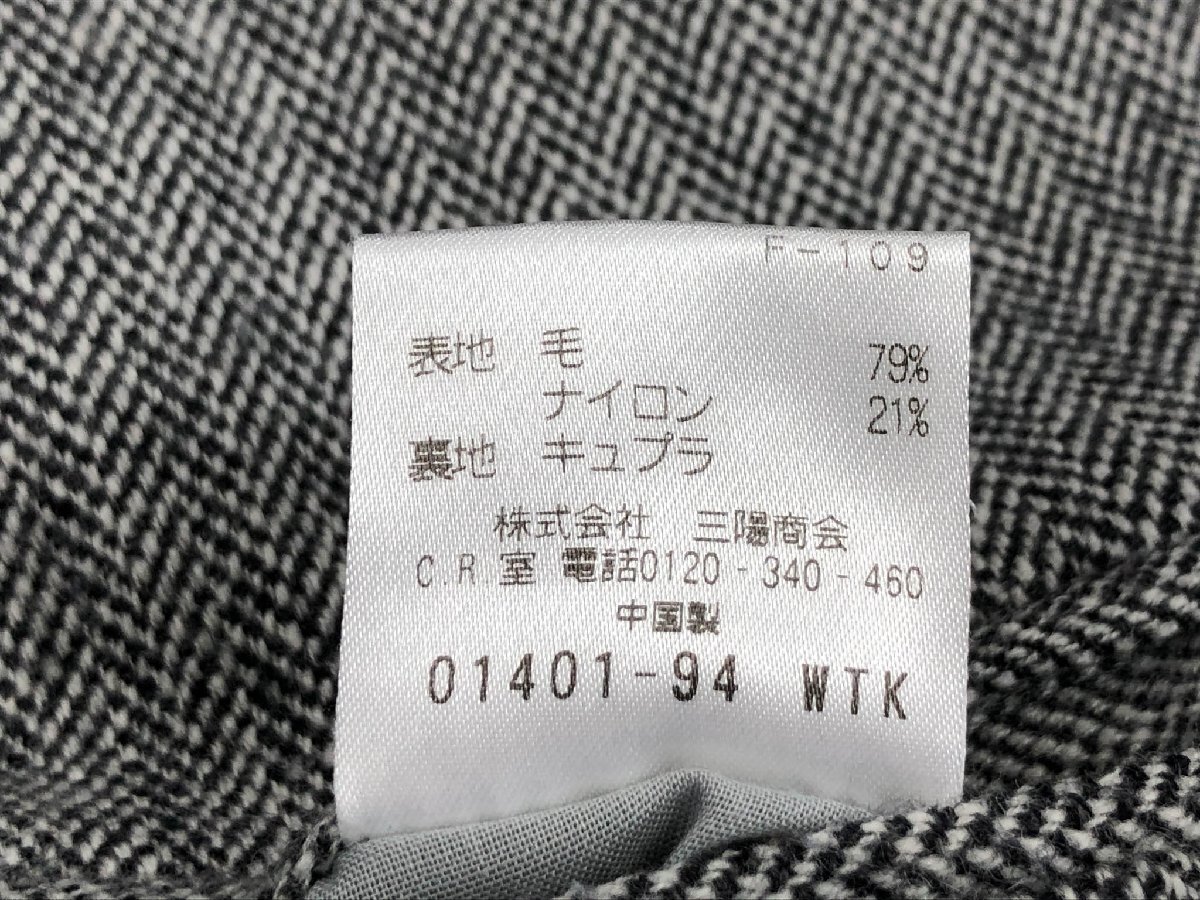 F-109
表地 毛 79%
ナイロン 21%
裏地 キュプラ
株式会社 三陽商会
C.R.室 電話0120-340-460
中国製
01401-94 WTK